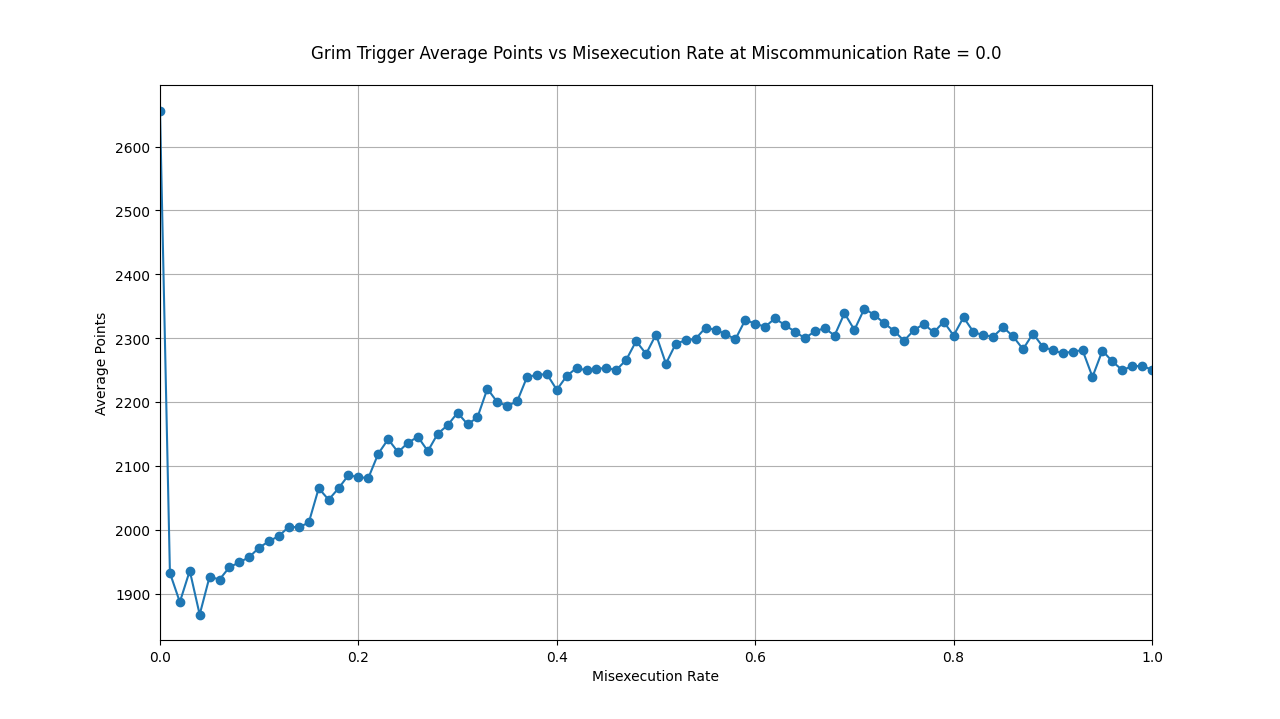 Grim Trigger Average Points vs Misexecution Rate at Miscommunication Rate = 0.0
2600
2500
2400
2300
2200
2100
2000
1900
Average Points
0.0 0.2 0.4 0.6 0.8 1.0
Misexecution Rate